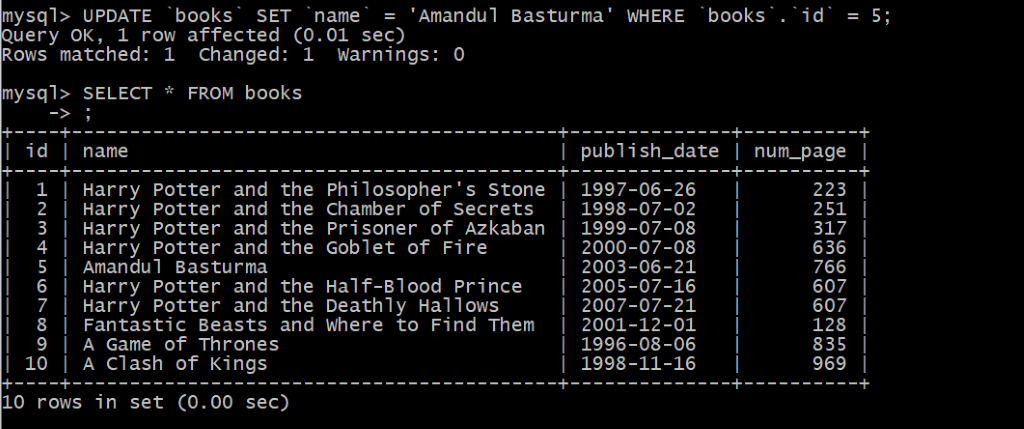 mysql> UPDATE `books` SET `name` = 'Amandul Basturma' WHERE `books`.`id` = 5;
Query OK, 1 row affected (0.01 sec)
Rows matched: 1  Changed: 1  Warnings: 0

mysql> SELECT * FROM books
    -> ;
+----+------------------------------------------+--------------+----------+
| id | name                                     | publish_date | num_page |
+----+------------------------------------------+--------------+----------+
|  1 | Harry Potter and the Philosopher's Stone | 1997-06-26   |      223 |
|  2 | Harry Potter and the Chamber of Secrets  | 1998-07-02   |      251 |
|  3 | Harry Potter and the Prisoner of Azkaban | 1999-07-08   |      317 |
|  4 | Harry Potter and the Goblet of Fire      | 2000-07-08   |      636 |
|  5 | Amandul Basturma                         | 2003-06-21   |      766 |
|  6 | Harry Potter and the Half-Blood Prince   | 2005-07-16   |      607 |
|  7 | Harry Potter and the Deathly Hallows     | 2007-07-21   |      607 |
|  8 | Fantastic Beasts and Where to Find Them  | 2001-12-01   |      128 |
|  9 | A Game of Thrones                        | 1996-08-06   |      835 |
| 10 | A Clash of Kings                         | 1998-11-16   |      969 |
+----+------------------------------------------+--------------+----------+
10 rows in set (0.00 sec)